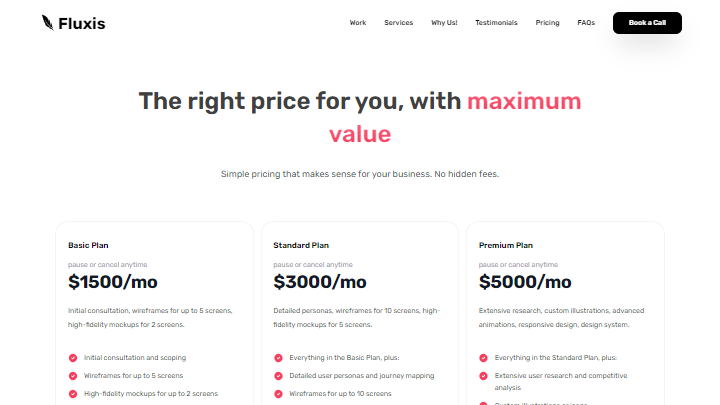 Fluxis
Work Services Why Us! Testimonials Pricing FAQs Book a Call
The right price for you, with maximum
value
Simple pricing that makes sense for your business. No hidden fees.
Basic Plan
pause or cancel anytime
$1500/mo
Initial consultation, wireframes for up to 5 screens,
high-fidelity mockups for 2 screens.
Initial consultation and scoping
Wireframes for up to 5 screens
High-fidelity mockups for up to 2 screens
Standard Plan
pause or cancel anytime
$3000/mo
Detailed personas, wireframes for 10 screens, high-
fidelity mockups for 5 screens.
Everything in the Basic Plan, plus:
Detailed user personas and journey mapping
Wireframes for up to 10 screens
Premium Plan
pause or cancel anytime
$5000/mo
Extensive research, custom illustrations, advanced
animations, responsive design, design system.
Everything in the Standard Plan, plus:
Extensive user research and competitive
analysis